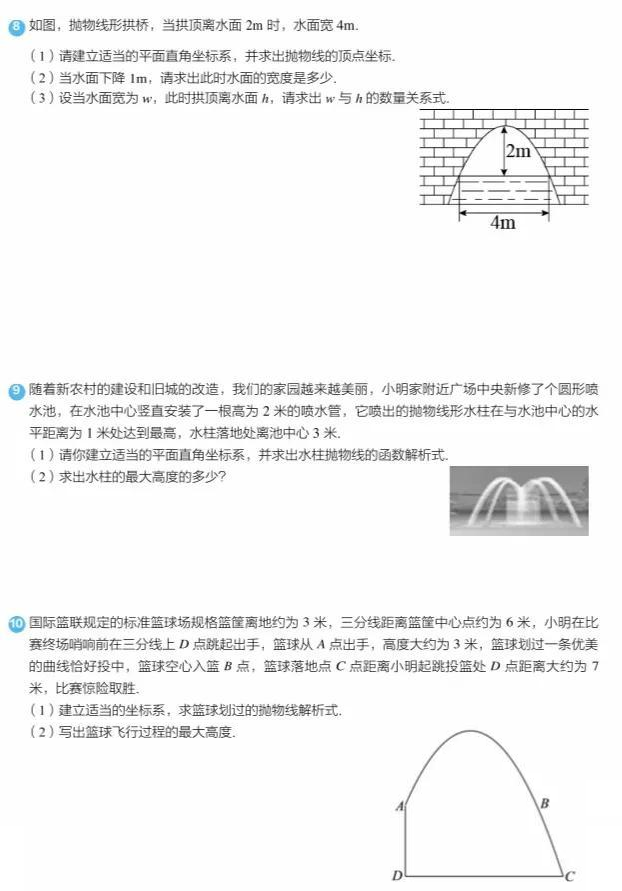 8 如图，抛物线形拱桥，当拱顶离水面 2m 时，水面宽 4m.
（1）请建立适当的平面直角坐标系，并求出抛物线的顶点坐标.
（2）当水面下降 1m，请求出此时水面的宽度是多少.
（3）设当水面宽为 w，此时拱顶离水面 h，请求出 w 与 h 的数量关系式.
2m
4m
9 随着新农村的建设和旧城的改造，我们的家园越来越美丽，小明家附近广场中央新修了个圆形喷
水池，在水池中心竖直安装了一根高为 2 米的喷水管，它喷出的抛物线形水柱在与水池中心的水
平距离为 1 米处达到最高，水柱落地处离池中心 3 米.
（1）请你建立适当的平面直角坐标系，并求出水柱抛物线的函数解析式.
（2）求出水柱的最大高度的多少？
10 国际篮联规定的标准篮球场规格篮筐离地约为 3 米，三分线距离篮筐中心点约为 6 米，小明在比
赛终场哨响前在三分线上 D 点跳起出手，篮球从 A 点出手，高度大约为 3 米，篮球划过一条优美
的曲线恰好投中，篮球空心入篮 B 点，篮球落地点 C 点距离小明起跳投篮处 D 点距离大约为 7
米，比赛惊险取胜.
（1）建立适当的坐标系，求篮球划过的抛物线解析式.
（2）写出篮球飞行过程的最大高度.
A
B
D
C